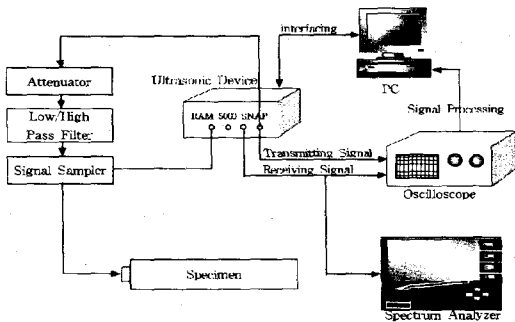 interfacing
Attenuator
Ultrasonic Device
PC
Low/High
Pass Filter
RAM 5000 SNAP
Signal Processing
Signal Sampler
Transmitting Signal
Receiving Signal
Oscilloscope
Specimen
Spectrum Analyzer